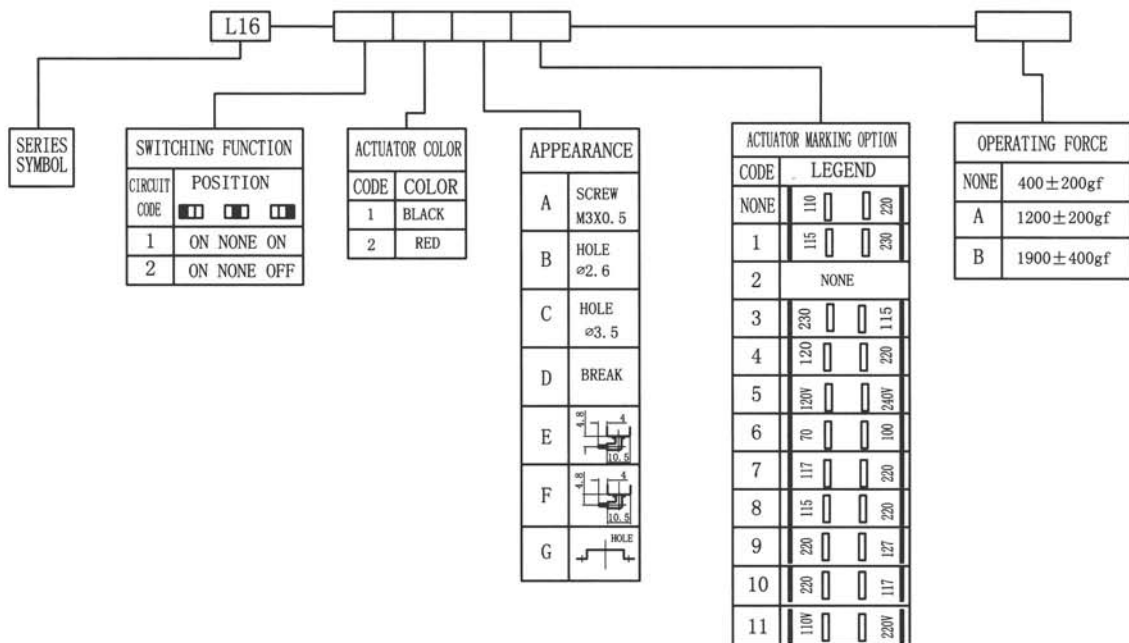 L16
SERIES
SYMBOL
SWITCHING FUNCTION
CIRCUIT
CODE
POSITION
1 ON NONE ON
2 ON NONE OFF
ACTUATOR COLOR
CODE COLOR
1 BLACK
2 RED
APPEARANCE
A SCREW
M3X0.5
B HOLE
⌀2.6
C HOLE
⌀3.5
D BREAK
E 4.8 4
10.5
F 4.8 4
10.5
G HOLE
ACTUATOR MARKING OPTION
CODE LEGEND
NONE 110 220
1 115 230
2 NONE
3 230 115
4 120 220
5 120V 240V
6 70 100
7 117 220
8 115 220
9 220 127
10 220 117
11 110V 220V
OPERATING FORCE
NONE 400±200gf
A 1200±200gf
B 1900±400gf